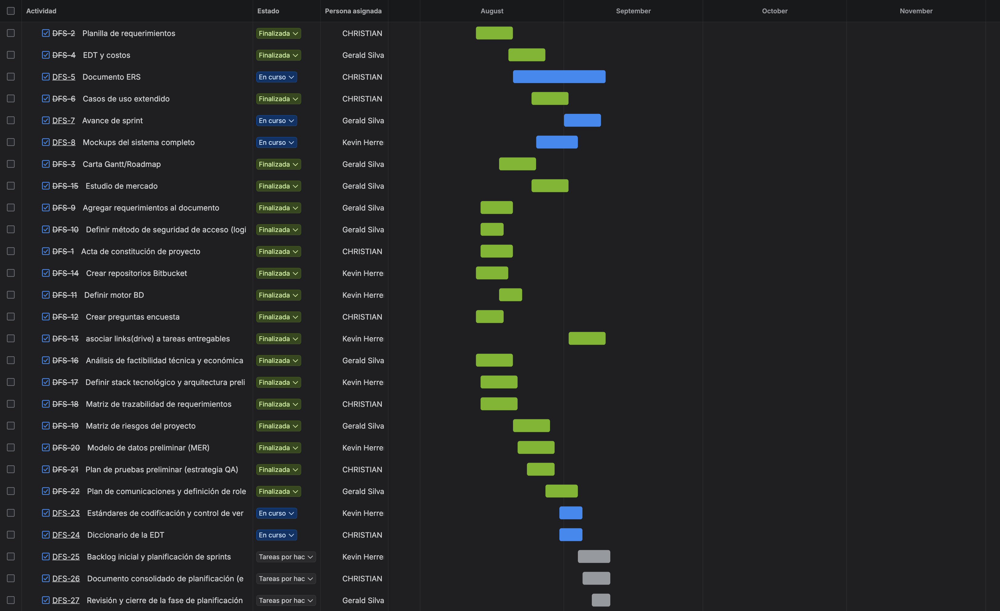 Actividad Estado Persona asignada August September October November
DFS-2 Planilla de requerimientos Finalizada CHRISTIAN
DFS-4 EDT y costos Finalizada Gerald Silva
DFS-5 Documento ERS En curso CHRISTIAN
DFS-6 Casos de uso extendido Finalizada CHRISTIAN
DFS-7 Avance de sprint En curso Gerald Silva
DFS-8 Mockups del sistema completo En curso Kevin Herre
DFS-3 Carta Gantt/Roadmap Finalizada Gerald Silva
DFS-15 Estudio de mercado Finalizada Gerald Silva
DFS-9 Agregar requerimientos al documento Finalizada Gerald Silva
DFS-10 Definir método de seguridad de acceso (logi Finalizada Gerald Silva
DFS-1 Acta de constitución de proyecto Finalizada CHRISTIAN
DFS-14 Crear repositorios Bitbucket Finalizada Kevin Herre
DFS-11 Definir motor BD Finalizada Kevin Herre
DFS-12 Crear preguntas encuesta Finalizada CHRISTIAN
DFS-13 asociar links(drive) a tareas entregables Finalizada Kevin Herre
DFS-16 Análisis de factibilidad técnica y económica Finalizada Gerald Silva
DFS-17 Definir stack tecnológico y arquitectura preli Finalizada Kevin Herre
DFS-18 Matriz de trazabilidad de requerimientos Finalizada CHRISTIAN
DFS-19 Matriz de riesgos del proyecto Finalizada Gerald Silva
DFS-20 Modelo de datos preliminar (MER) Finalizada Kevin Herre
DFS-21 Plan de pruebas preliminar (estrategia QA) Finalizada CHRISTIAN
DFS-22 Plan de comunicaciones y definición de role Finalizada Gerald Silva
DFS-23 Estándares de codificación y control de ver En curso Kevin Herre
DFS-24 Diccionario de la EDT En curso CHRISTIAN
DFS-25 Backlog inicial y planificación de sprints Tareas por hac Kevin Herre
DFS-26 Documento consolidado de planificación (e Tareas por hac CHRISTIAN
DFS-27 Revisión y cierre de la fase de planificación Tareas por hac Gerald Silva